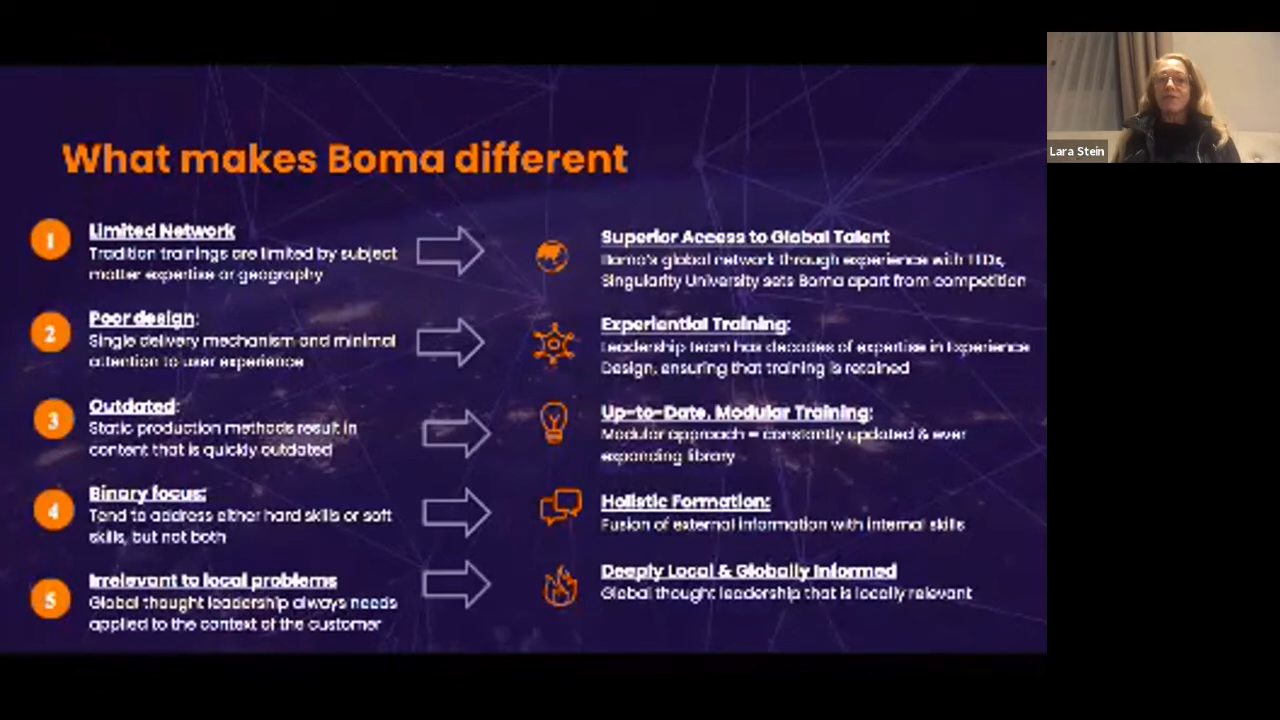 What makes Boma different
1
Limited Network
Tradition trainings are limited by subject
matter expertise or geography
Superior Access to Global Talent
Boma's global network through experience with TEDx,
Singularity University sets Boma apart from competition
2
Poor design:
Single delivery mechanism and minimal
attention to user experience
Experiential Training:
Leadership team has decades of expertise in Experience
Design, ensuring that training is retained
3
Outdated:
Static production methods result in
content that is quickly outdated
Up-to-Date, Modular Training:
Modular approach = constantly updated & ever
expanding library
4
Binary focus:
Tend to address either hard skills or soft
skills, but not both
Holistic Formation:
Fusion of external information with internal skills
5
Irrelevant to local problems
Global thought leadership always needs
applied to the context of the customer
Deeply Local & Globally Informed
Global thought leadership that is locally relevant
Lara Stein